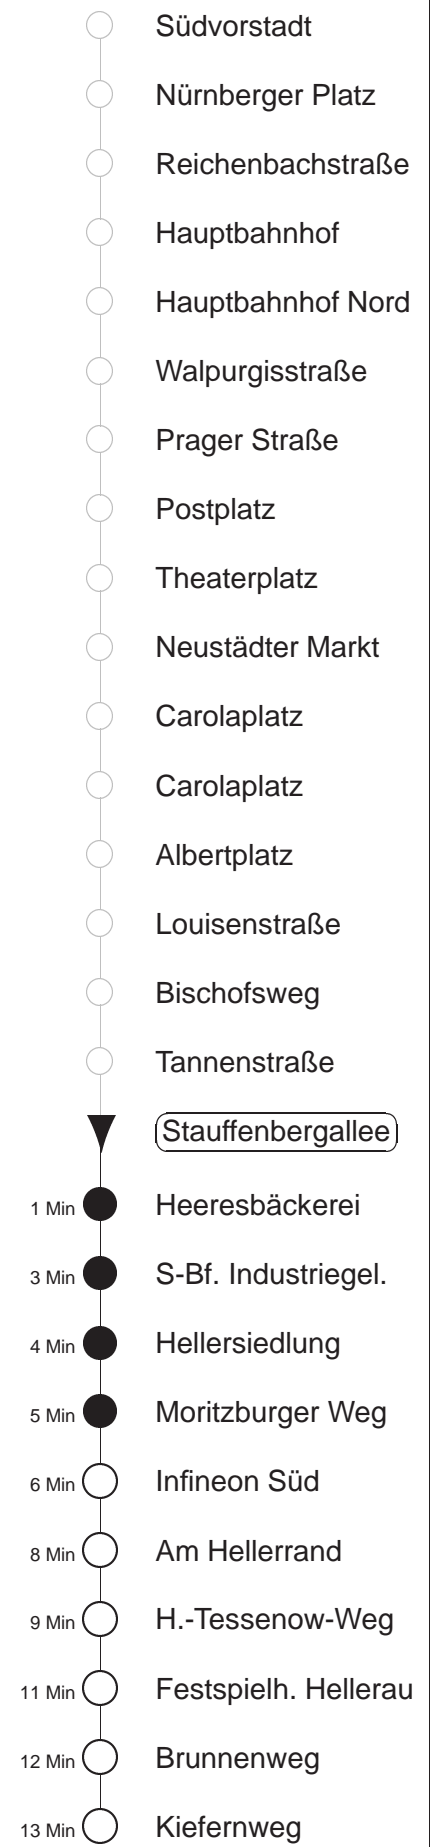 Südvorstadt
Nürnberger Platz
Reichenbachstraße
Hauptbahnhof
Hauptbahnhof Nord
Walpurgisstraße
Prager Straße
Postplatz
Theaterplatz
Neustädter Markt
Carolaplatz
Carolaplatz
Albertplatz
Louisenstraße
Bischofsweg
Tannenstraße
Stauffenbergallee
1 Min Heeresbäckerei
3 Min S-Bf. Industriegel.
4 Min Hellersiedlung
5 Min Moritzburger Weg
6 Min Infineon Süd
8 Min Am Hellerrand
9 Min H.-Tessenow-Weg
11 Min Festspielh. Hellerau
12 Min Brunnenweg
13 Min Kiefernweg